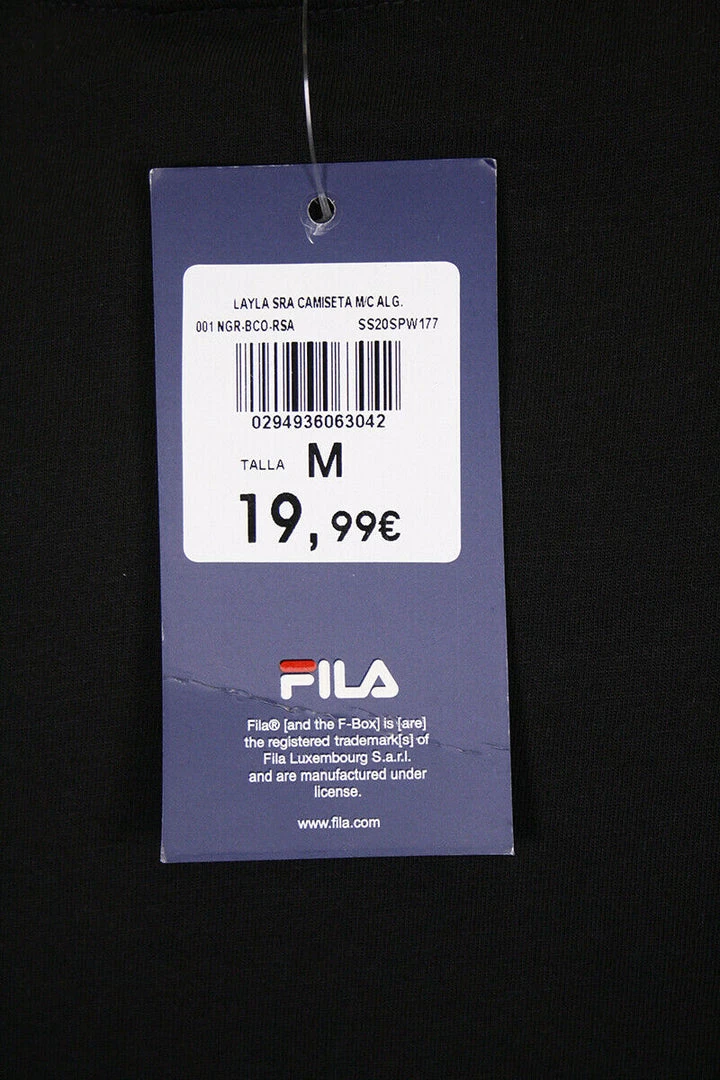 LAYLA SRA CAMISETA M/C ALG.
001 NGR-BCO-RSA SS20SPW177
0294936063042
TALLA M
19,99€
FILA
Fila® [and the F-Box] is [are]
the registered trademark[s] of
Fila Luxembourg S.a.r.l.
and are manufactured under
license.
www.fila.com